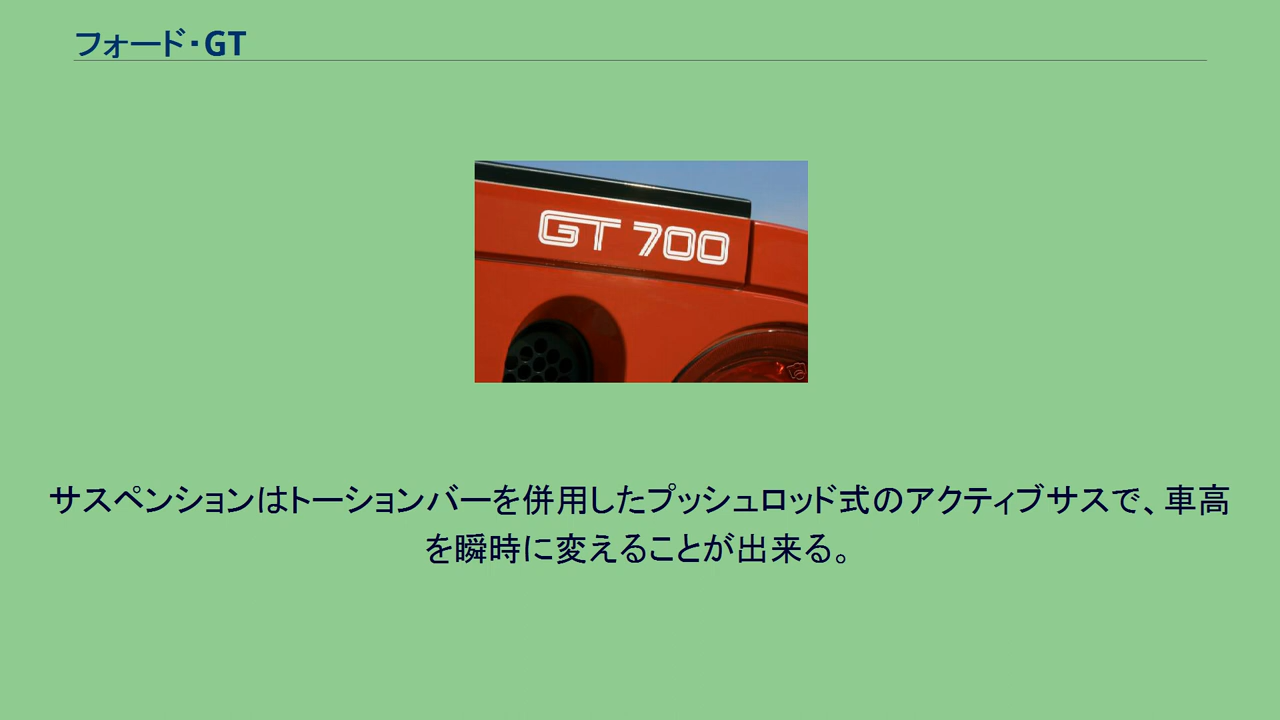 フォード・GT
GT 700
サスペンションはトーションバーを併用したプッシュロッド式のアクティブサスで、車高
を瞬時に変えることが出来る。